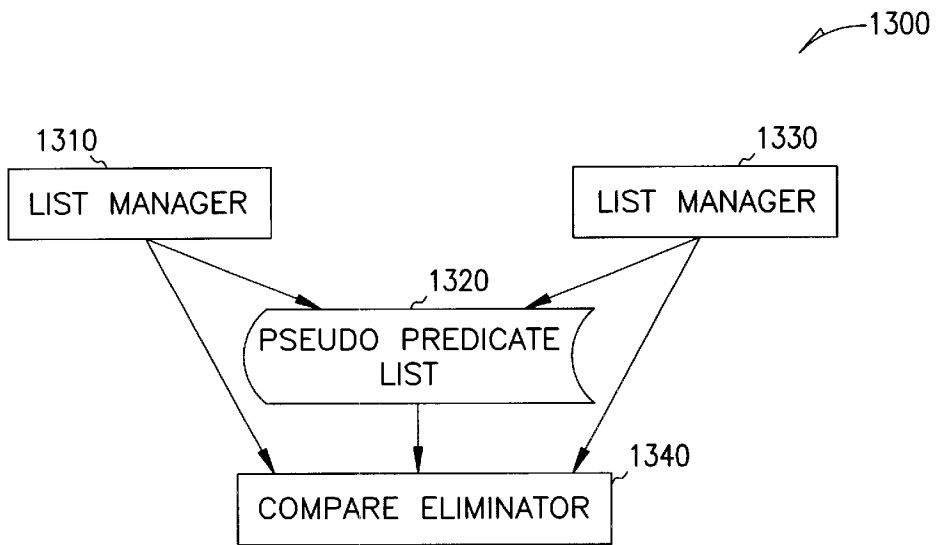 1300
1310
LIST MANAGER
1330
LIST MANAGER
1320
PSEUDO PREDICATE
LIST
1340
COMPARE ELIMINATOR